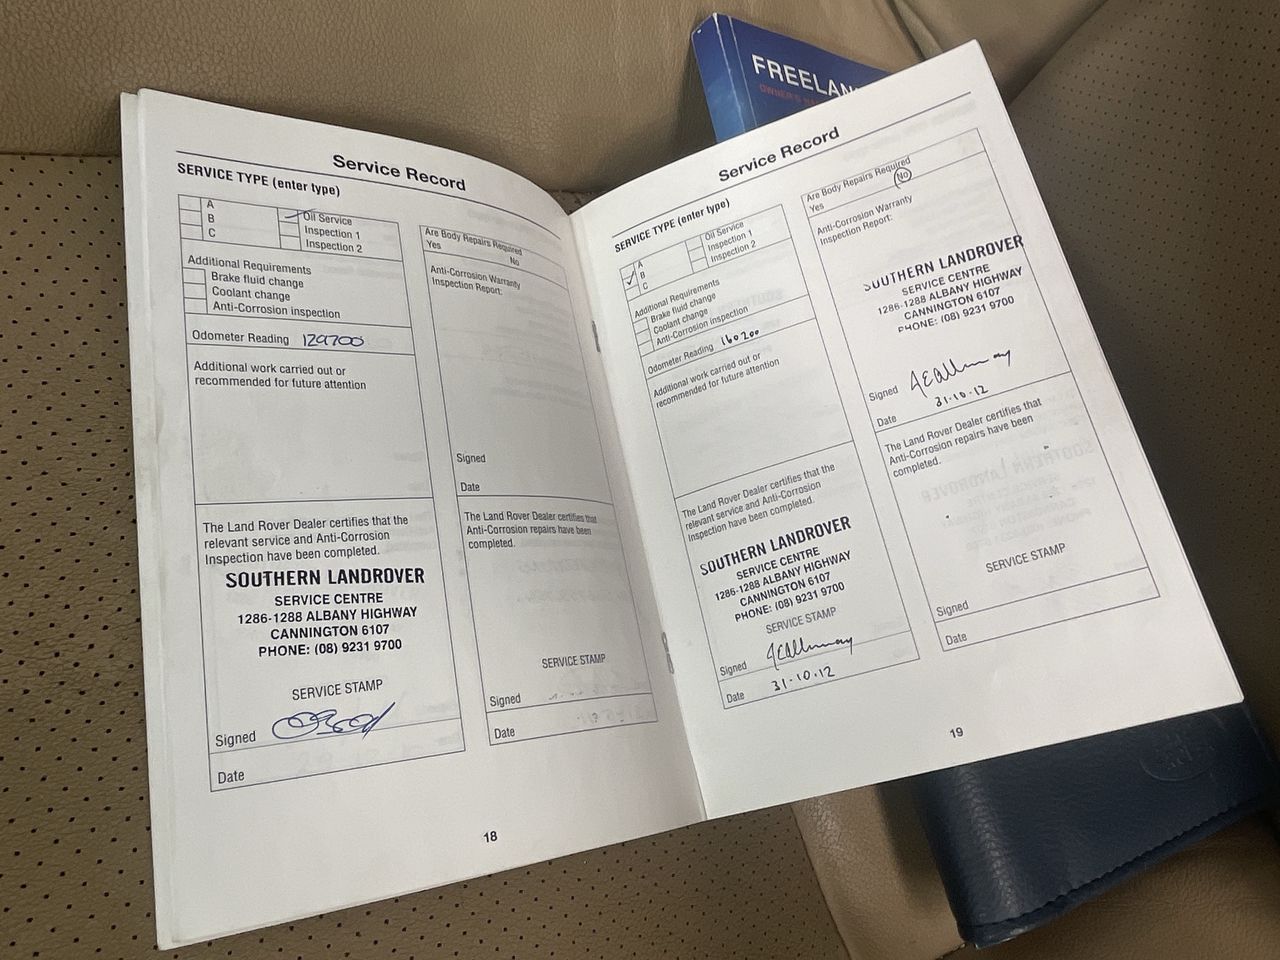 FREELAN
OWNER'S
Service Record
SERVICE TYPE (enter type)
A
B
C
Oil Service
Inspection 1
Inspection 2
Additional Requirements
Brake fluid change
Coolant change
Anti-Corrosion inspection
Odometer Reading 129700
Additional work carried out or
recommended for future attention
The Land Rover Dealer certifies that the
relevant service and Anti-Corrosion
Inspection have been completed.
SOUTHERN LANDROVER
SERVICE CENTRE
1286-1288 ALBANY HIGHWAY
CANNINGTON 6107
PHONE: (08) 9231 9700
SERVICE STAMP
Signed
Date
Are Body Repairs Required
Yes
No
Anti-Corrosion Warranty
Inspection Report:
Signed
Date
The Land Rover Dealer certifies that
Anti-Corrosion repairs have been
completed.
SERVICE STAMP
Signed
Date
18
Service Record
SERVICE TYPE (enter type)
A
B
C
Oil Service
Inspection 1
Inspection 2
Additional Requirements
Brake fluid change
Coolant change
Anti-Corrosion inspection
Odometer Reading 160200
Additional work carried out or
recommended for future attention
The Land Rover Dealer certifies that the
relevant service and Anti-Corrosion
Inspection have been completed.
SOUTHERN LANDROVER
SERVICE CENTRE
1286-1288 ALBANY HIGHWAY
CANNINGTON 6107
PHONE: (08) 9231 9700
SERVICE STAMP
Signed
Date 31-10-12
Are Body Repairs Required
Yes
No
Anti-Corrosion Warranty
Inspection Report:
SOUTHERN LANDROVER
SERVICE CENTRE
1286-1288 ALBANY HIGHWAY
CANNINGTON 6107
PHONE: (08) 9231 9700
Signed
Date 31-10-12
The Land Rover Dealer certifies that
Anti-Corrosion repairs have been
completed.
SERVICE STAMP
Signed
Date
19